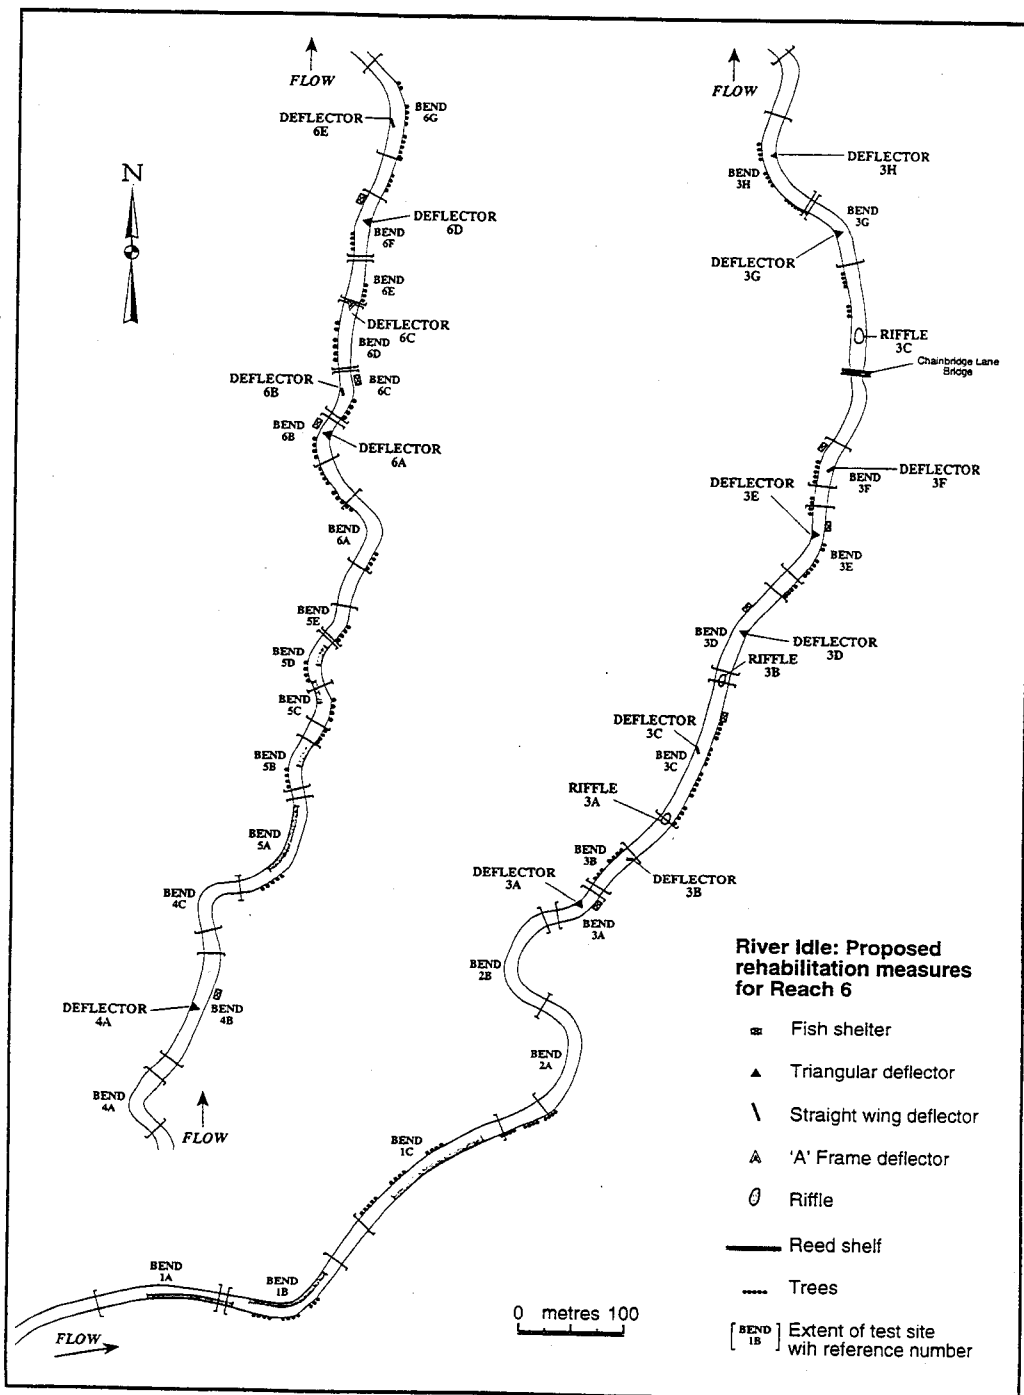 FLOW
DEFLECTOR
6E
BEND
6G
N
DEFLECTOR
6D
BEND
6F
BEND
6E
DEFLECTOR
6C
BEND
6D
DEFLECTOR
6B
BEND
6C
BEND
6B
DEFLECTOR
6A
BEND
6A
BEND
5E
BEND
5D
BEND
5C
BEND
5B
BEND
5A
BEND
4C
DEFLECTOR
4A
BEND
4B
BEND
4A
FLOW
FLOW
DEFLECTOR
3H
BEND
3H
BEND
3G
DEFLECTOR
3G
RIFFLE
3C
Chainbridge Lane
Bridge
DEFLECTOR
3F
BEND
3F
DEFLECTOR
3E
BEND
3E
BEND
3D
DEFLECTOR
3D
RIFFLE
3B
DEFLECTOR
3C
BEND
3C
RIFFLE
3A
BEND
3B
DEFLECTOR
3A
DEFLECTOR
3B
BEND
3A
BEND
2B
BEND
2A
BEND
1C
BEND
1A
BEND
1B
FLOW
0 metres 100
River Idle: Proposed
rehabilitation measures
for Reach 6
Fish shelter
Triangular deflector
Straight wing deflector
'A' Frame deflector
Riffle
Reed shelf
Trees
[BEND
1B]
Extent of test site
wih reference number